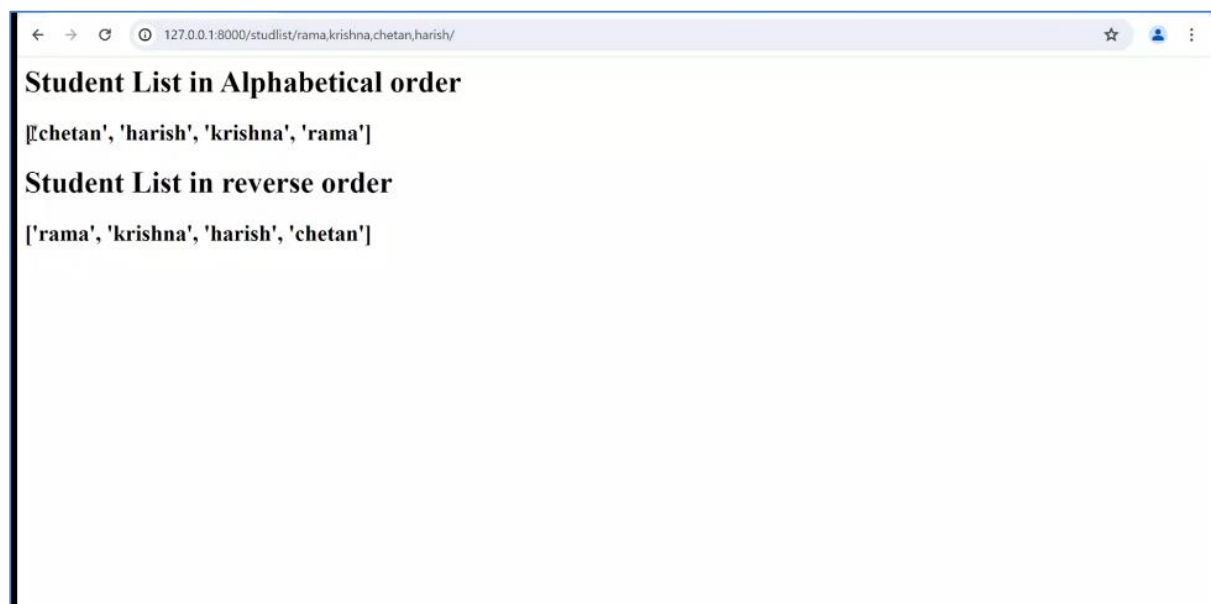 127.0.0.1:8000/studlist/rama,krishna,chetan,harish/
Student List in Alphabetical order
['chetan', 'harish', 'krishna', 'rama']
Student List in reverse order
['rama', 'krishna', 'harish', 'chetan']